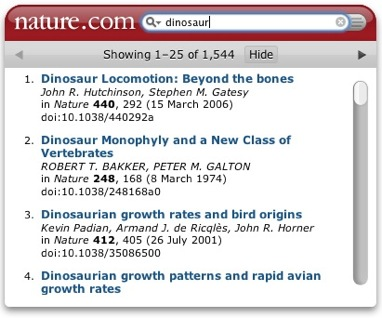 nature.com dinosaur
Showing 1–25 of 1,544 Hide
1. Dinosaur Locomotion: Beyond the bones
John R. Hutchinson, Stephen M. Gatesy
in Nature 440, 292 (15 March 2006)
doi:10.1038/440292a
2. Dinosaur Monophyly and a New Class of
Vertebrates
ROBERT T. BAKKER, PETER M. GALTON
in Nature 248, 168 (8 March 1974)
doi:10.1038/248168a0
3. Dinosaurian growth rates and bird origins
Kevin Padian, Armand J. de Ricqlès, John R. Horner
in Nature 412, 405 (26 July 2001)
doi:10.1038/35086500
4. Dinosaurian growth patterns and rapid avian
growth rates